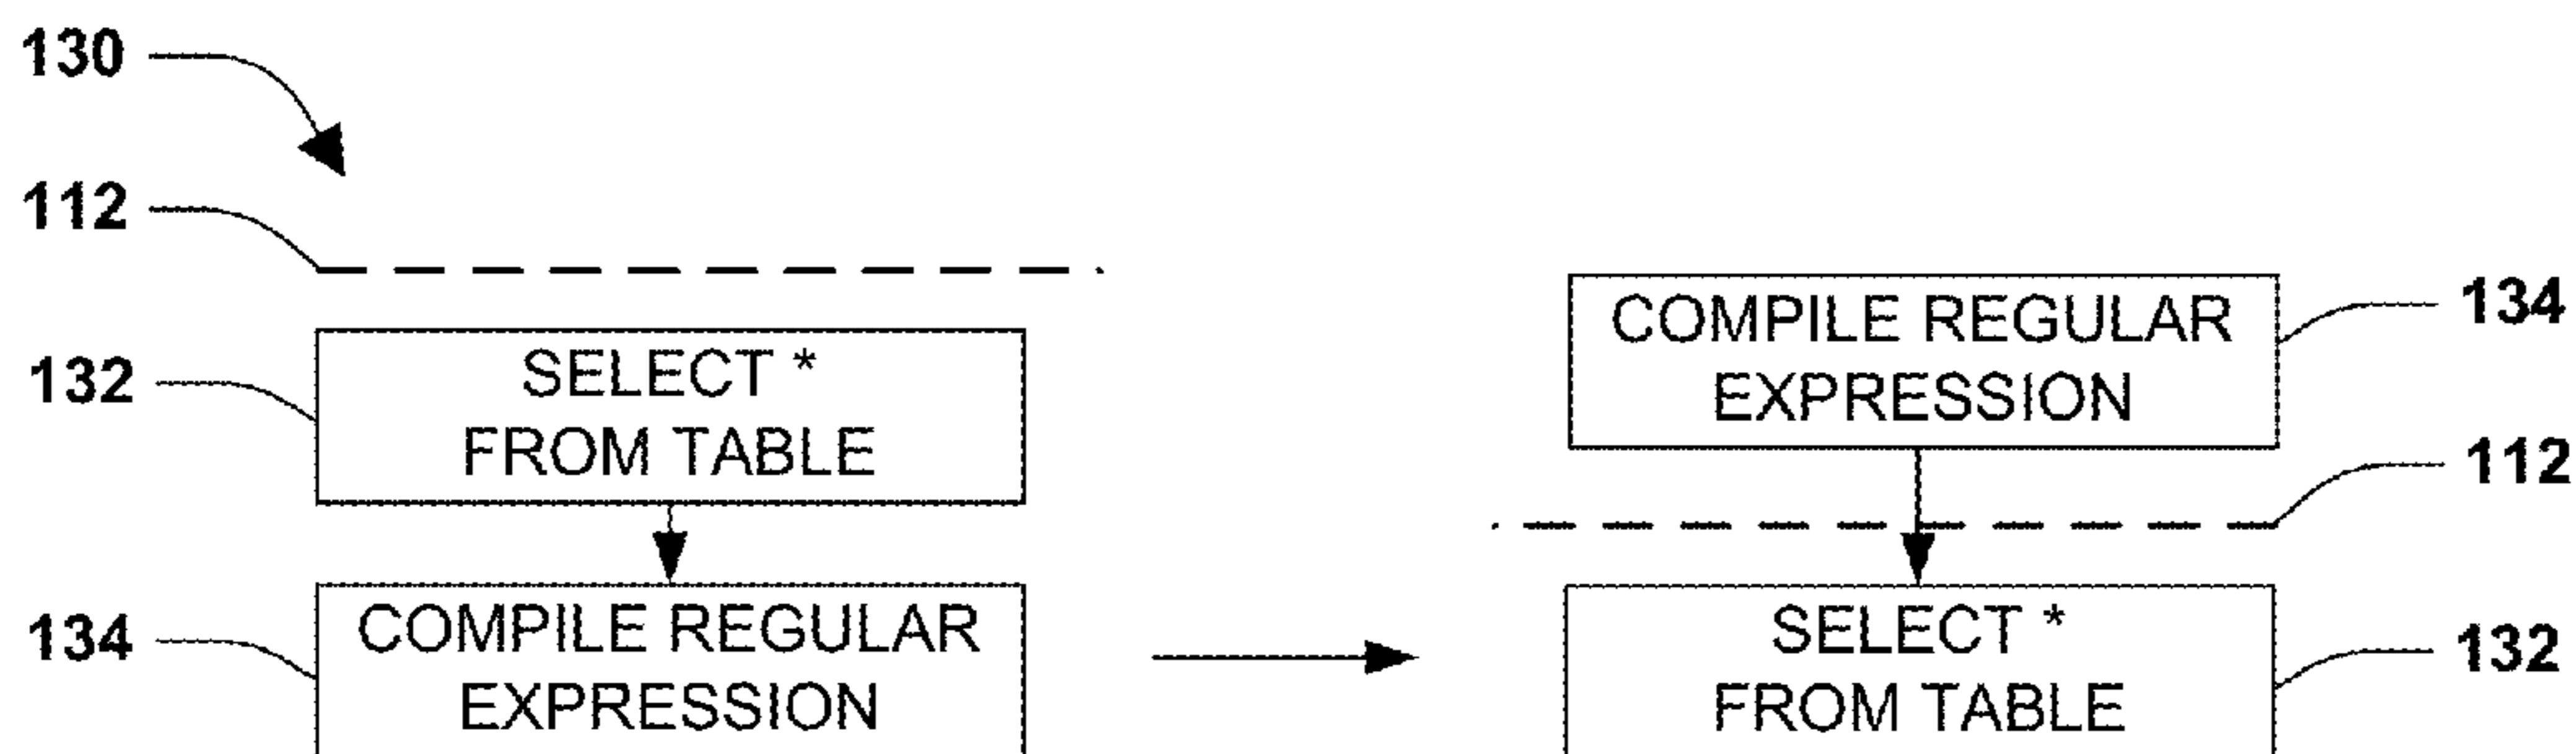 130
112
132
SELECT *
FROM TABLE
134
COMPILE REGULAR
EXPRESSION
COMPILE REGULAR
EXPRESSION
134
112
SELECT *
FROM TABLE
132